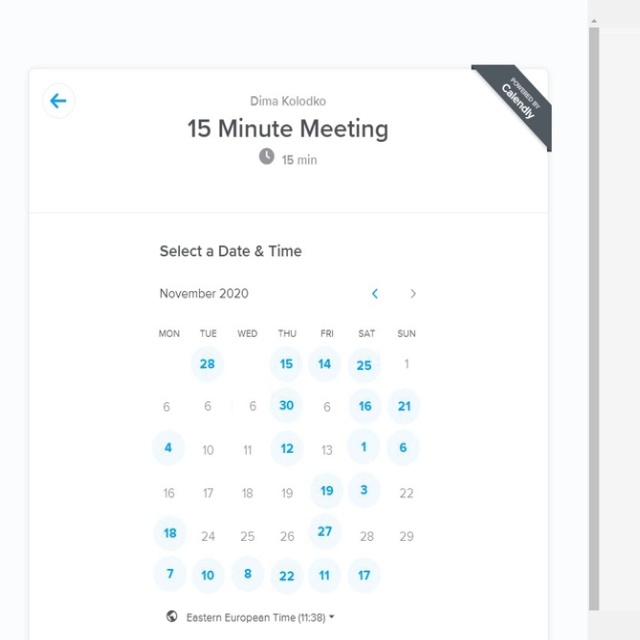 POWERED BY
Calendly
Dima Kolodko
15 Minute Meeting
15 min
Select a Date & Time
November 2020
MON TUE WED THU FRI SAT SUN
28 15 14 25 1
6 6 6 30 6 16 21
4 10 11 12 13 1 6
16 17 18 19 19 3 22
18 24 25 26 27 28 29
7 10 8 22 11 17
Eastern European Time (11:38)